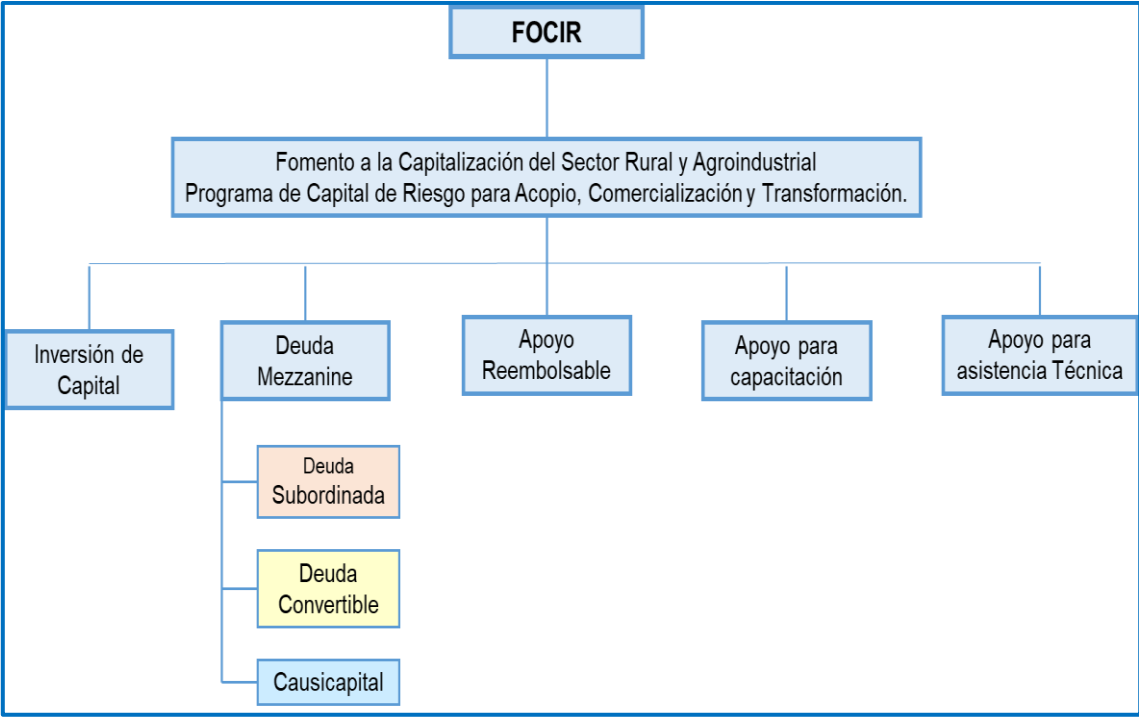 FOCIR
Fomento a la Capitalización del Sector Rural y Agroindustrial
Programa de Capital de Riesgo para Acopio, Comercialización y Transformación.
Inversión de
Capital
Deuda
Mezzanine
Apoyo
Reembolsable
Apoyo para
capacitación
Apoyo para
asistencia Técnica
Deuda
Subordinada
Deuda
Convertible
Causicapital